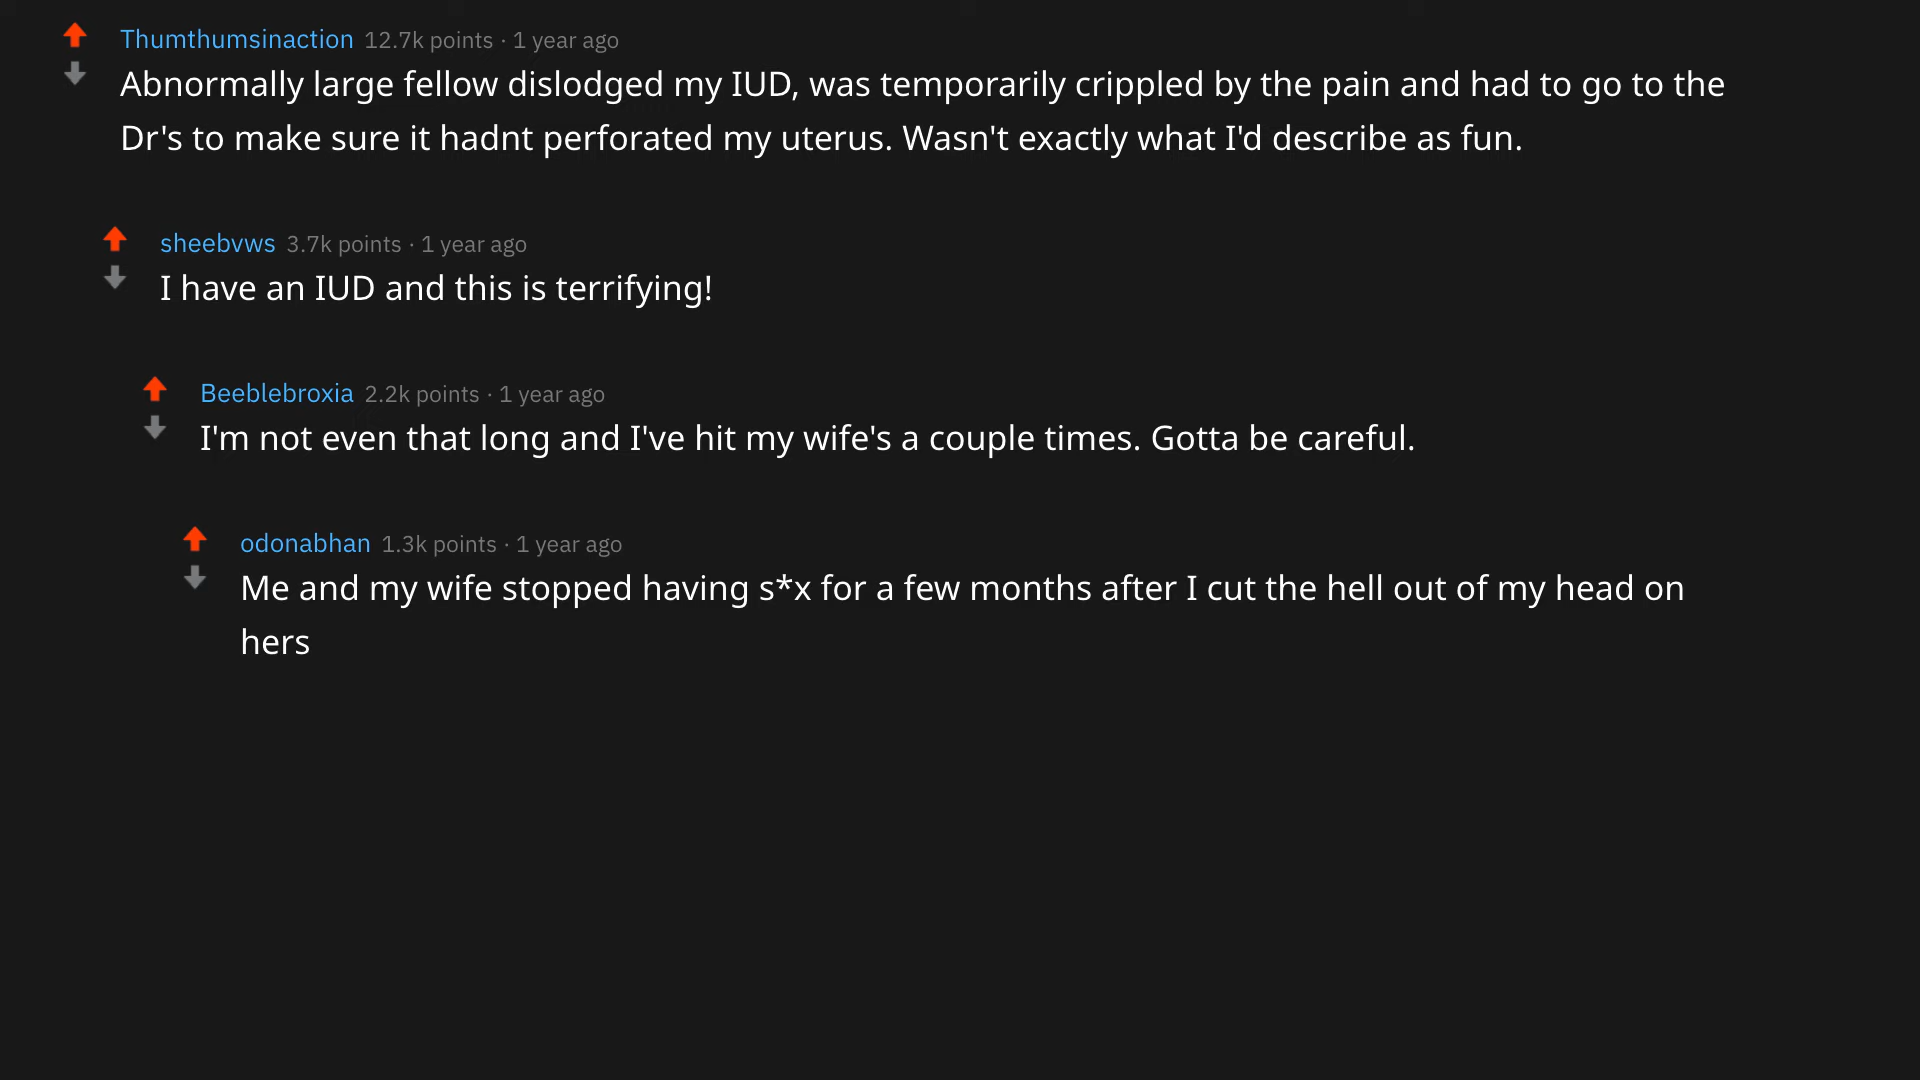 Thumthumsinaction 12.7k points · 1 year ago
Abnormally large fellow dislodged my IUD, was temporarily crippled by the pain and had to go to the
Dr's to make sure it hadnt perforated my uterus. Wasn't exactly what I'd describe as fun.
sheebvws 3.7k points · 1 year ago
I have an IUD and this is terrifying!
Beeblebroxia 2.2k points · 1 year ago
I'm not even that long and I've hit my wife's a couple times. Gotta be careful.
odonabhan 1.3k points · 1 year ago
Me and my wife stopped having s*x for a few months after I cut the hell out of my head on
hers